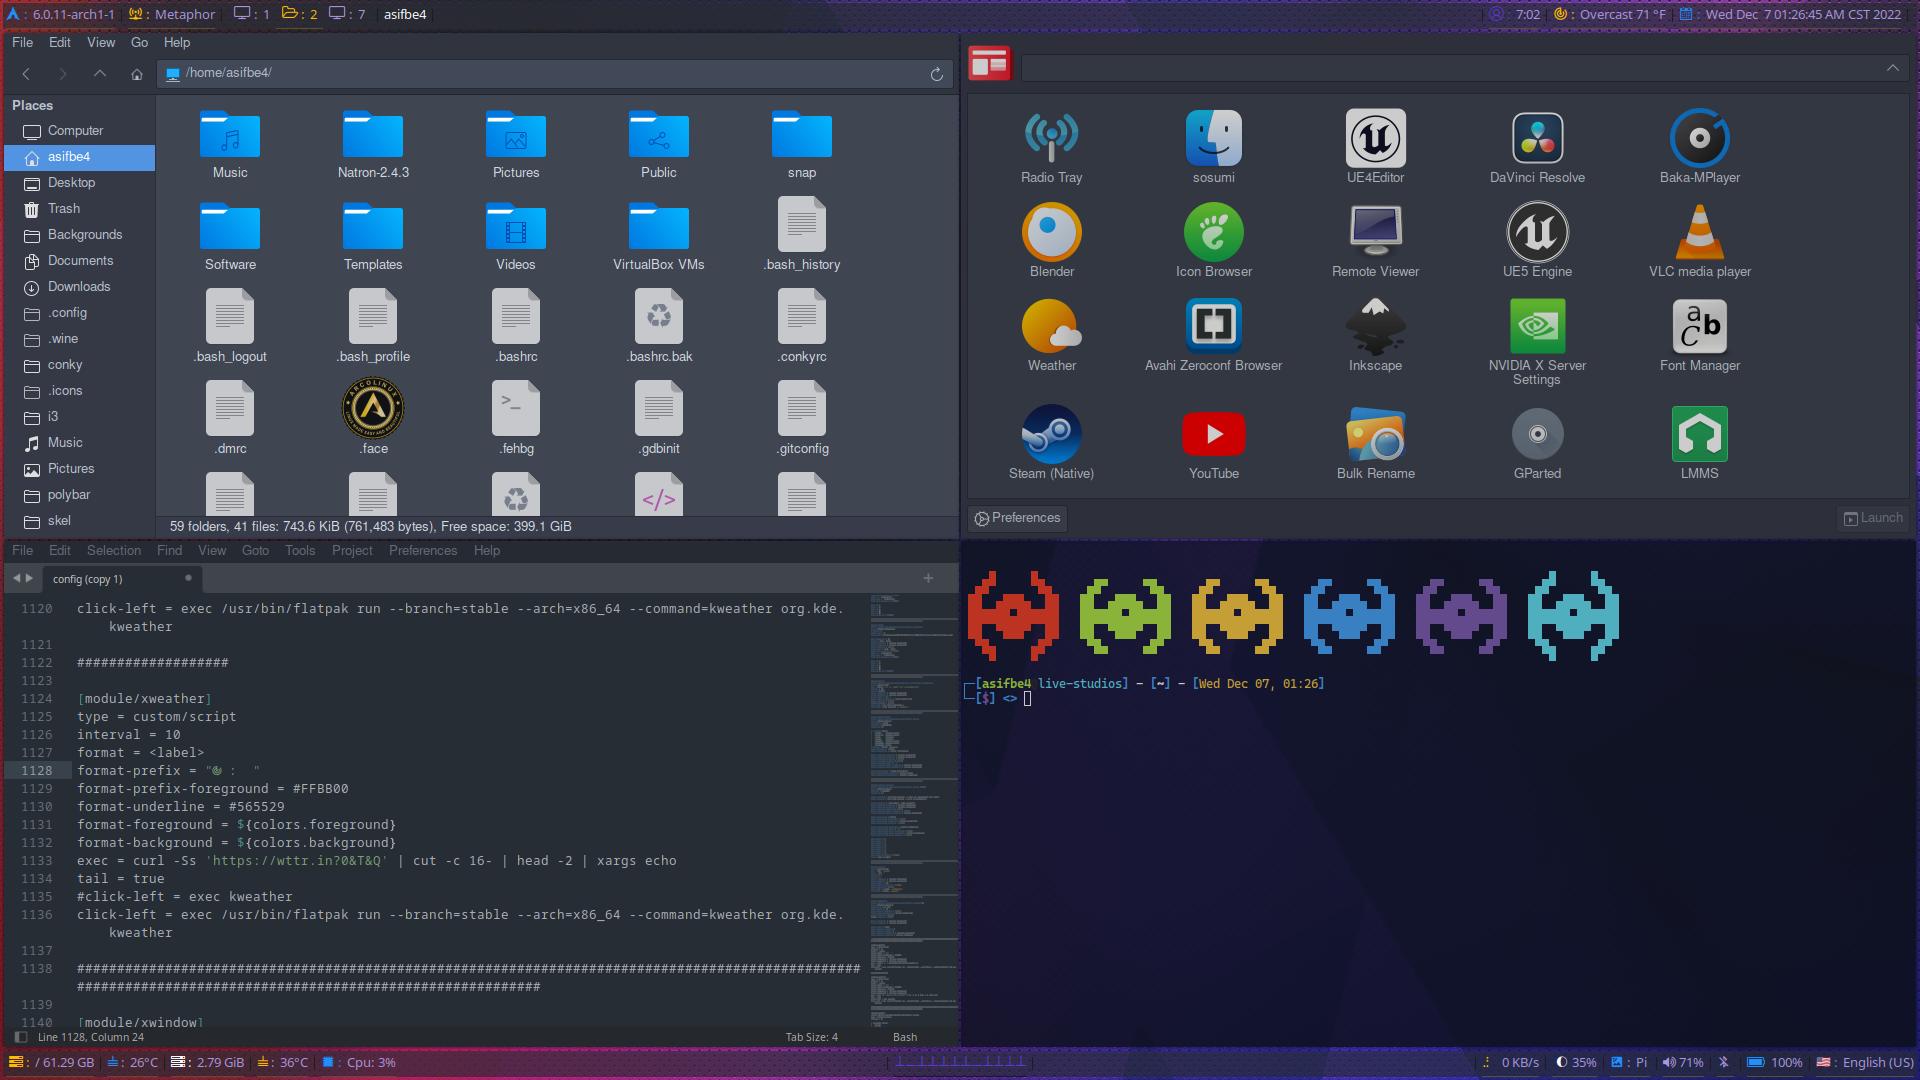 : 6.0.11-arch1-1 : Metaphor : 1 : 2 : 7 asifbe4
: 7:02 : Overcast 71 °F : Wed Dec  7 01:26:45 AM CST 2022
File Edit View Go Help
/home/asifbe4/
Places
Computer
asifbe4
Desktop
Trash
Backgrounds
Documents
Downloads
.config
.wine
conky
.icons
i3
Music
Pictures
polybar
skel
Music Natron-2.4.3 Pictures Public snap
Software Templates Videos VirtualBox VMs .bash_history
.bash_logout .bash_profile .bashrc .bashrc.bak .conkyrc
.dmrc .face .fehbg .gdbinit .gitconfig
59 folders, 41 files: 743.6 KiB (761,483 bytes), Free space: 399.1 GiB
Radio Tray sosumi UE4Editor DaVinci Resolve Baka-MPlayer
Blender Icon Browser Remote Viewer UE5 Engine VLC media player
Weather Avahi Zeroconf Browser Inkscape NVIDIA X Server Settings Font Manager
Steam (Native) YouTube Bulk Rename GParted LMMS
Preferences Launch
File Edit Selection Find View Goto Tools Project Preferences Help
config (copy 1)
1120 click-left = exec /usr/bin/flatpak run --branch=stable --arch=x86_64 --command=kweather org.kde.
kweather
1121
1122 ###################
1123
1124 [module/xweather]
1125 type = custom/script
1126 interval = 10
1127 format = <label>
1128 format-prefix = " :  "
1129 format-prefix-foreground = #FFBB00
1130 format-underline = #565529
1131 format-foreground = ${colors.foreground}
1132 format-background = ${colors.background}
1133 exec = curl -Ss 'https://wttr.in?0&T&Q' | cut -c 16- | head -2 | xargs echo
1134 tail = true
1135 #click-left = exec kweather
1136 click-left = exec /usr/bin/flatpak run --branch=stable --arch=x86_64 --command=kweather org.kde.
kweather
1137
1138 ##################################################################################################
##########################################################
1139
1140 [module/xwindow]
Line 1128, Column 24 Tab Size: 4 Bash
[asifbe4 live-studios] - [~] - [Wed Dec 07, 01:26]
[$] <>
: / 61.29 GB : 26°C : 2.79 GiB : 36°C : Cpu: 3%
: 0 KB/s 35% : Pi 71% 100% : English (US)